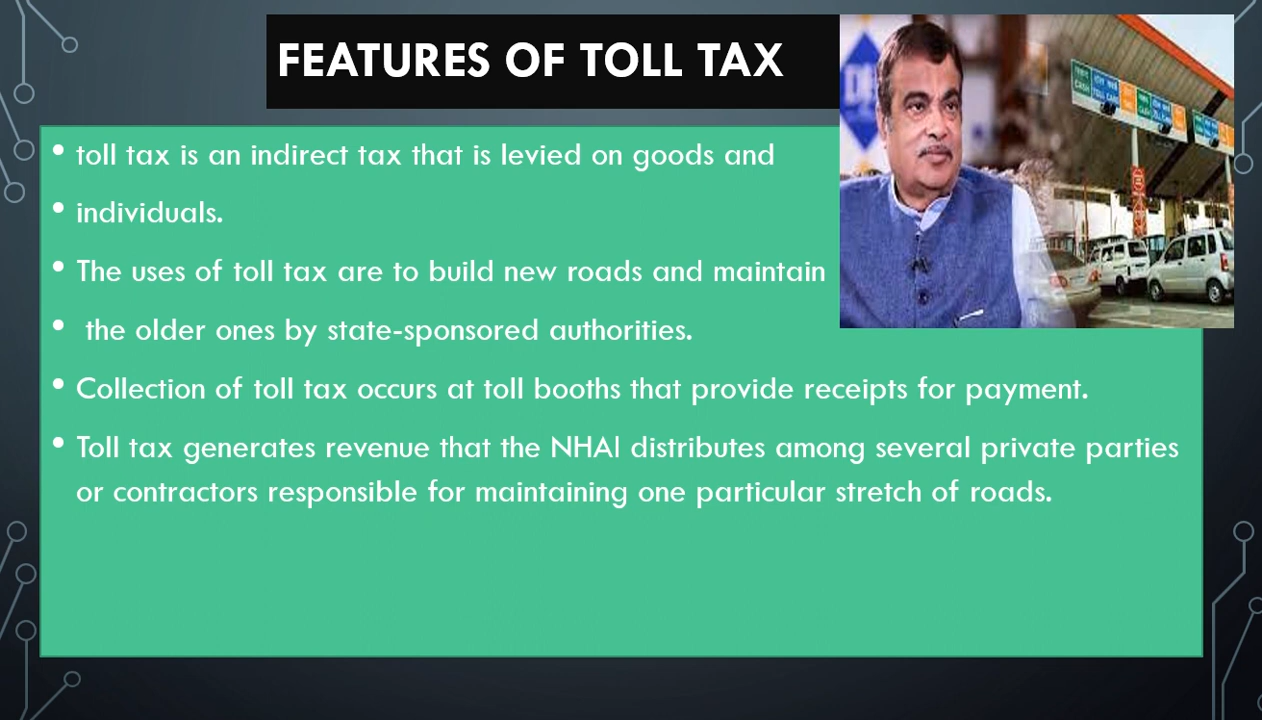 FEATURES OF TOLL TAX
• toll tax is an indirect tax that is levied on goods and
• individuals.
• The uses of toll tax are to build new roads and maintain
• the older ones by state-sponsored authorities.
• Collection of toll tax occurs at toll booths that provide receipts for payment.
• Toll tax generates revenue that the NHAI distributes among several private parties
or contractors responsible for maintaining one particular stretch of roads.